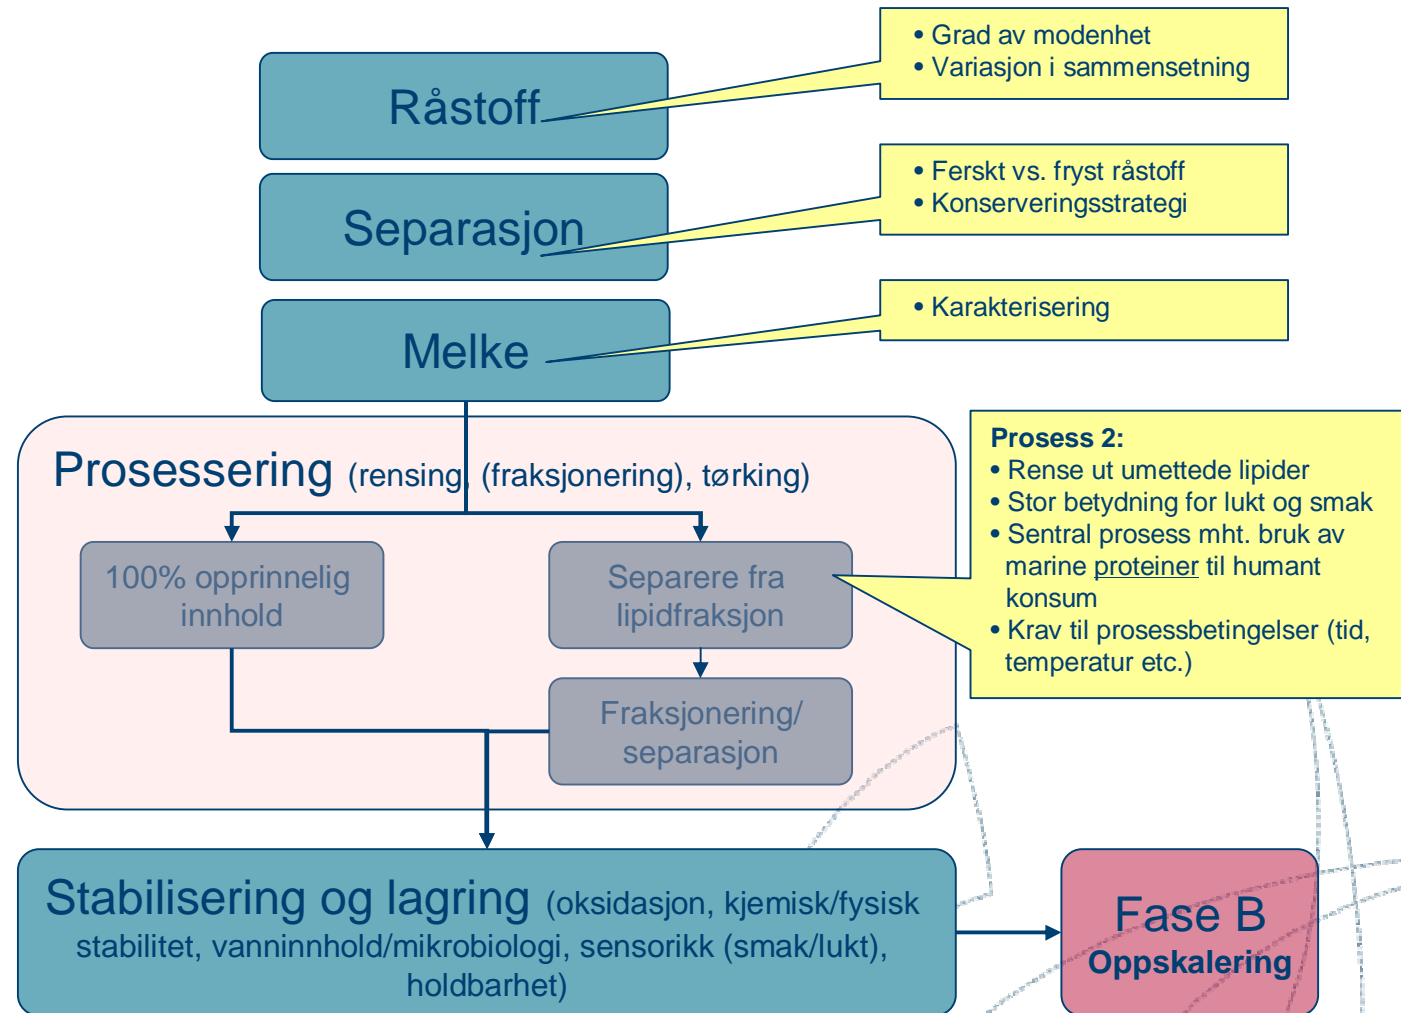 Råstoff
• Grad av modenhet
• Variasjon i sammensetning
Separasjon
• Ferskt vs. fryst råstoff
• Konserveringsstrategi
Melke
• Karakterisering
Prosessering (rensing, (fraksjonering), tørking)
100% opprinnelig
innhold
Separere fra
lipidfraksjon
Fraksjonering/
separasjon
Prosess 2:
• Rense ut umettede lipider
• Stor betydning for lukt og smak
• Sentral prosess mht. bruk av
marine proteiner til humant
konsum
• Krav til prosessbetingelser (tid,
temperatur etc.)
Stabilisering og lagring (oksidasjon, kjemisk/fysisk
stabilitet, vanninnhold/mikrobiologi, sensorikk (smak/lukt),
holdbarhet)
Fase B
Oppskalering